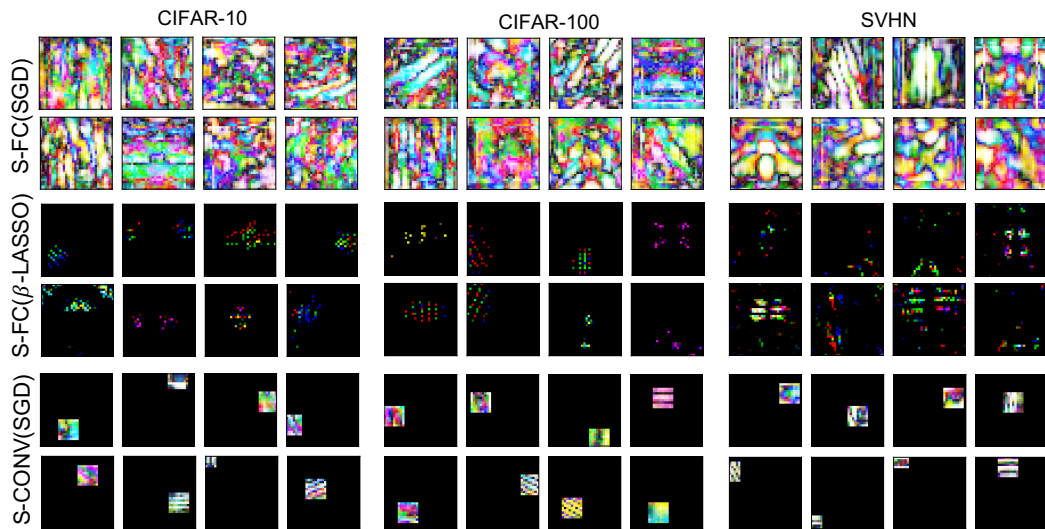 CIFAR-10
CIFAR-100
SVHN
S-FC(SGD)
S-FC(β-LASSO)
S-CONV(SGD)